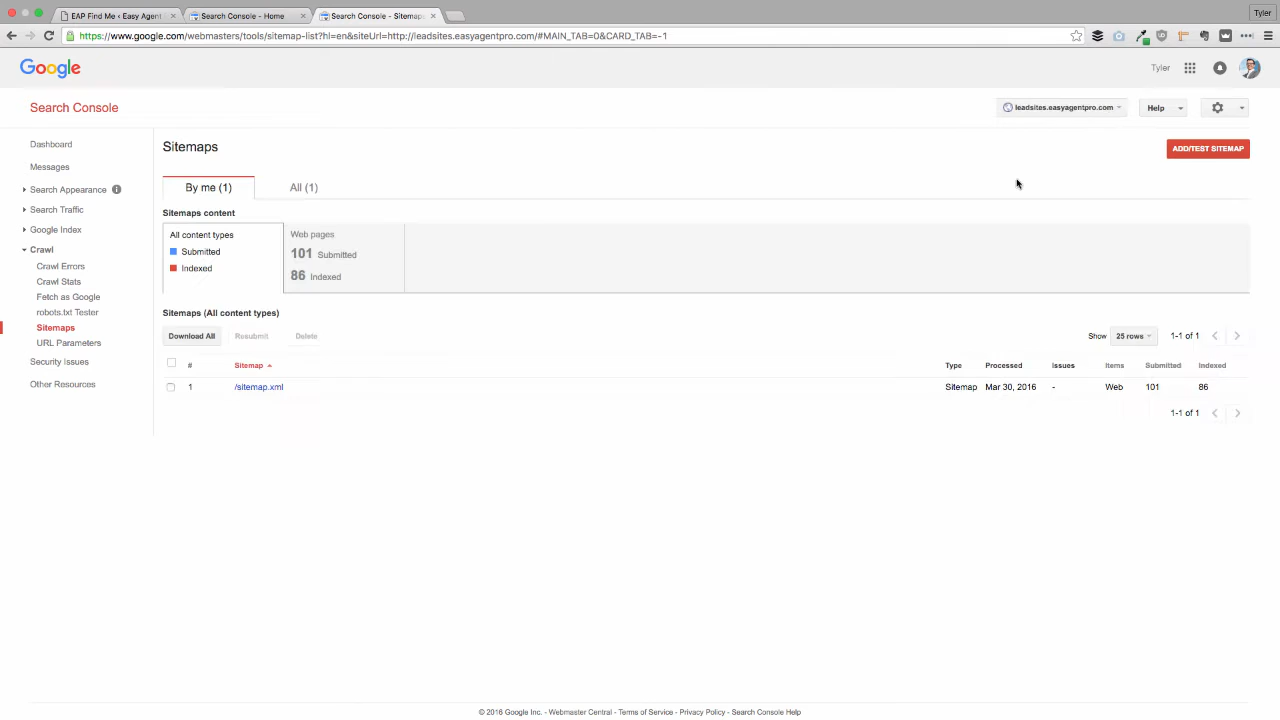 EAP Find Me < Easy Agent
Search Console - Home
Search Console - Sitemaps
Tyler
https://www.google.com/webmasters/tools/sitemap-list?hl=en&siteUrl=http://leadsites.easyagentpro.com/#MAIN_TAB=0&CARD_TAB=-1
Google
Tyler
Search Console
leadsites.easyagentpro.com
Help
Dashboard
Messages
Search Appearance
Search Traffic
Google Index
Crawl
Crawl Errors
Crawl Stats
Fetch as Google
robots.txt Tester
Sitemaps
URL Parameters
Security Issues
Other Resources
Sitemaps
ADD/TEST SITEMAP
By me (1)
All (1)
Sitemaps content
All content types
Submitted
Indexed
Web pages
101 Submitted
86 Indexed
Sitemaps (All content types)
Download All
Resubmit
Delete
Show
25 rows
1-1 of 1
# Sitemap Type Processed Issues Items Submitted Indexed
1 /sitemap.xml Sitemap Mar 30, 2016 - Web 101 86
1-1 of 1
© 2016 Google Inc. - Webmaster Central - Terms of Service - Privacy Policy - Search Console Help